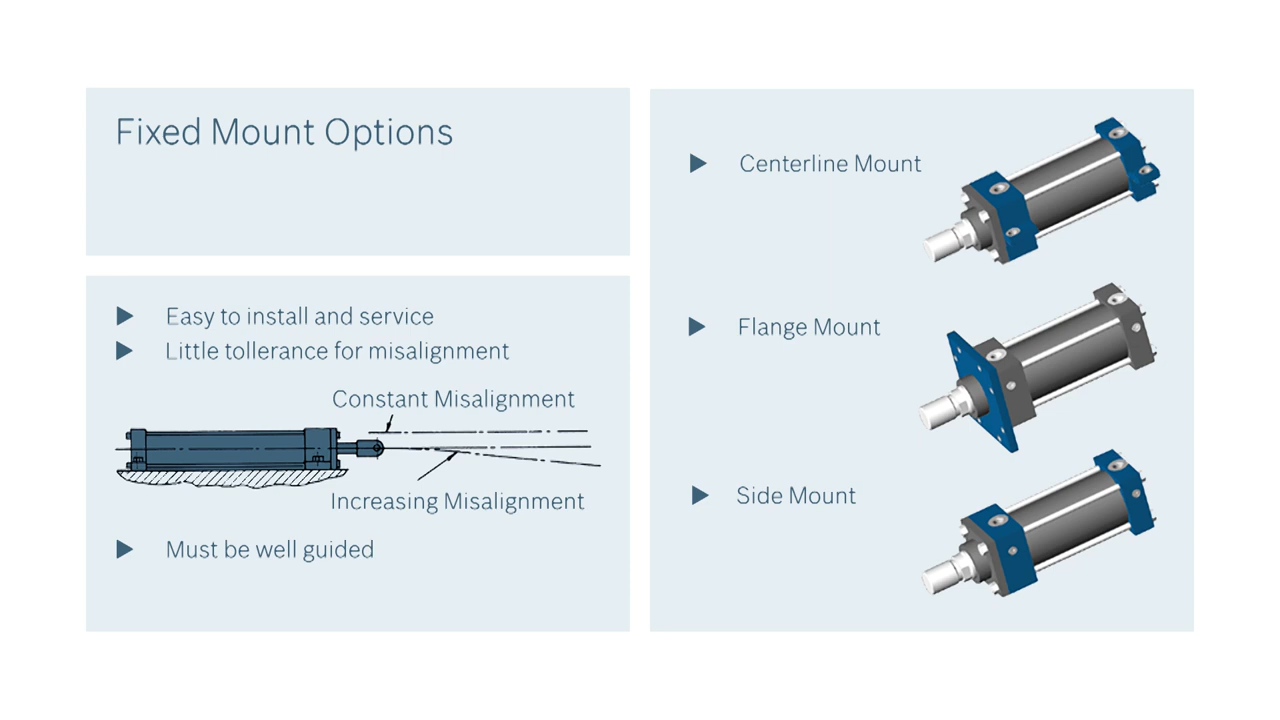 Fixed Mount Options
Easy to install and service
Little tollerance for misalignment
Constant Misalignment
Increasing Misalignment
Must be well guided
Centerline Mount
Flange Mount
Side Mount